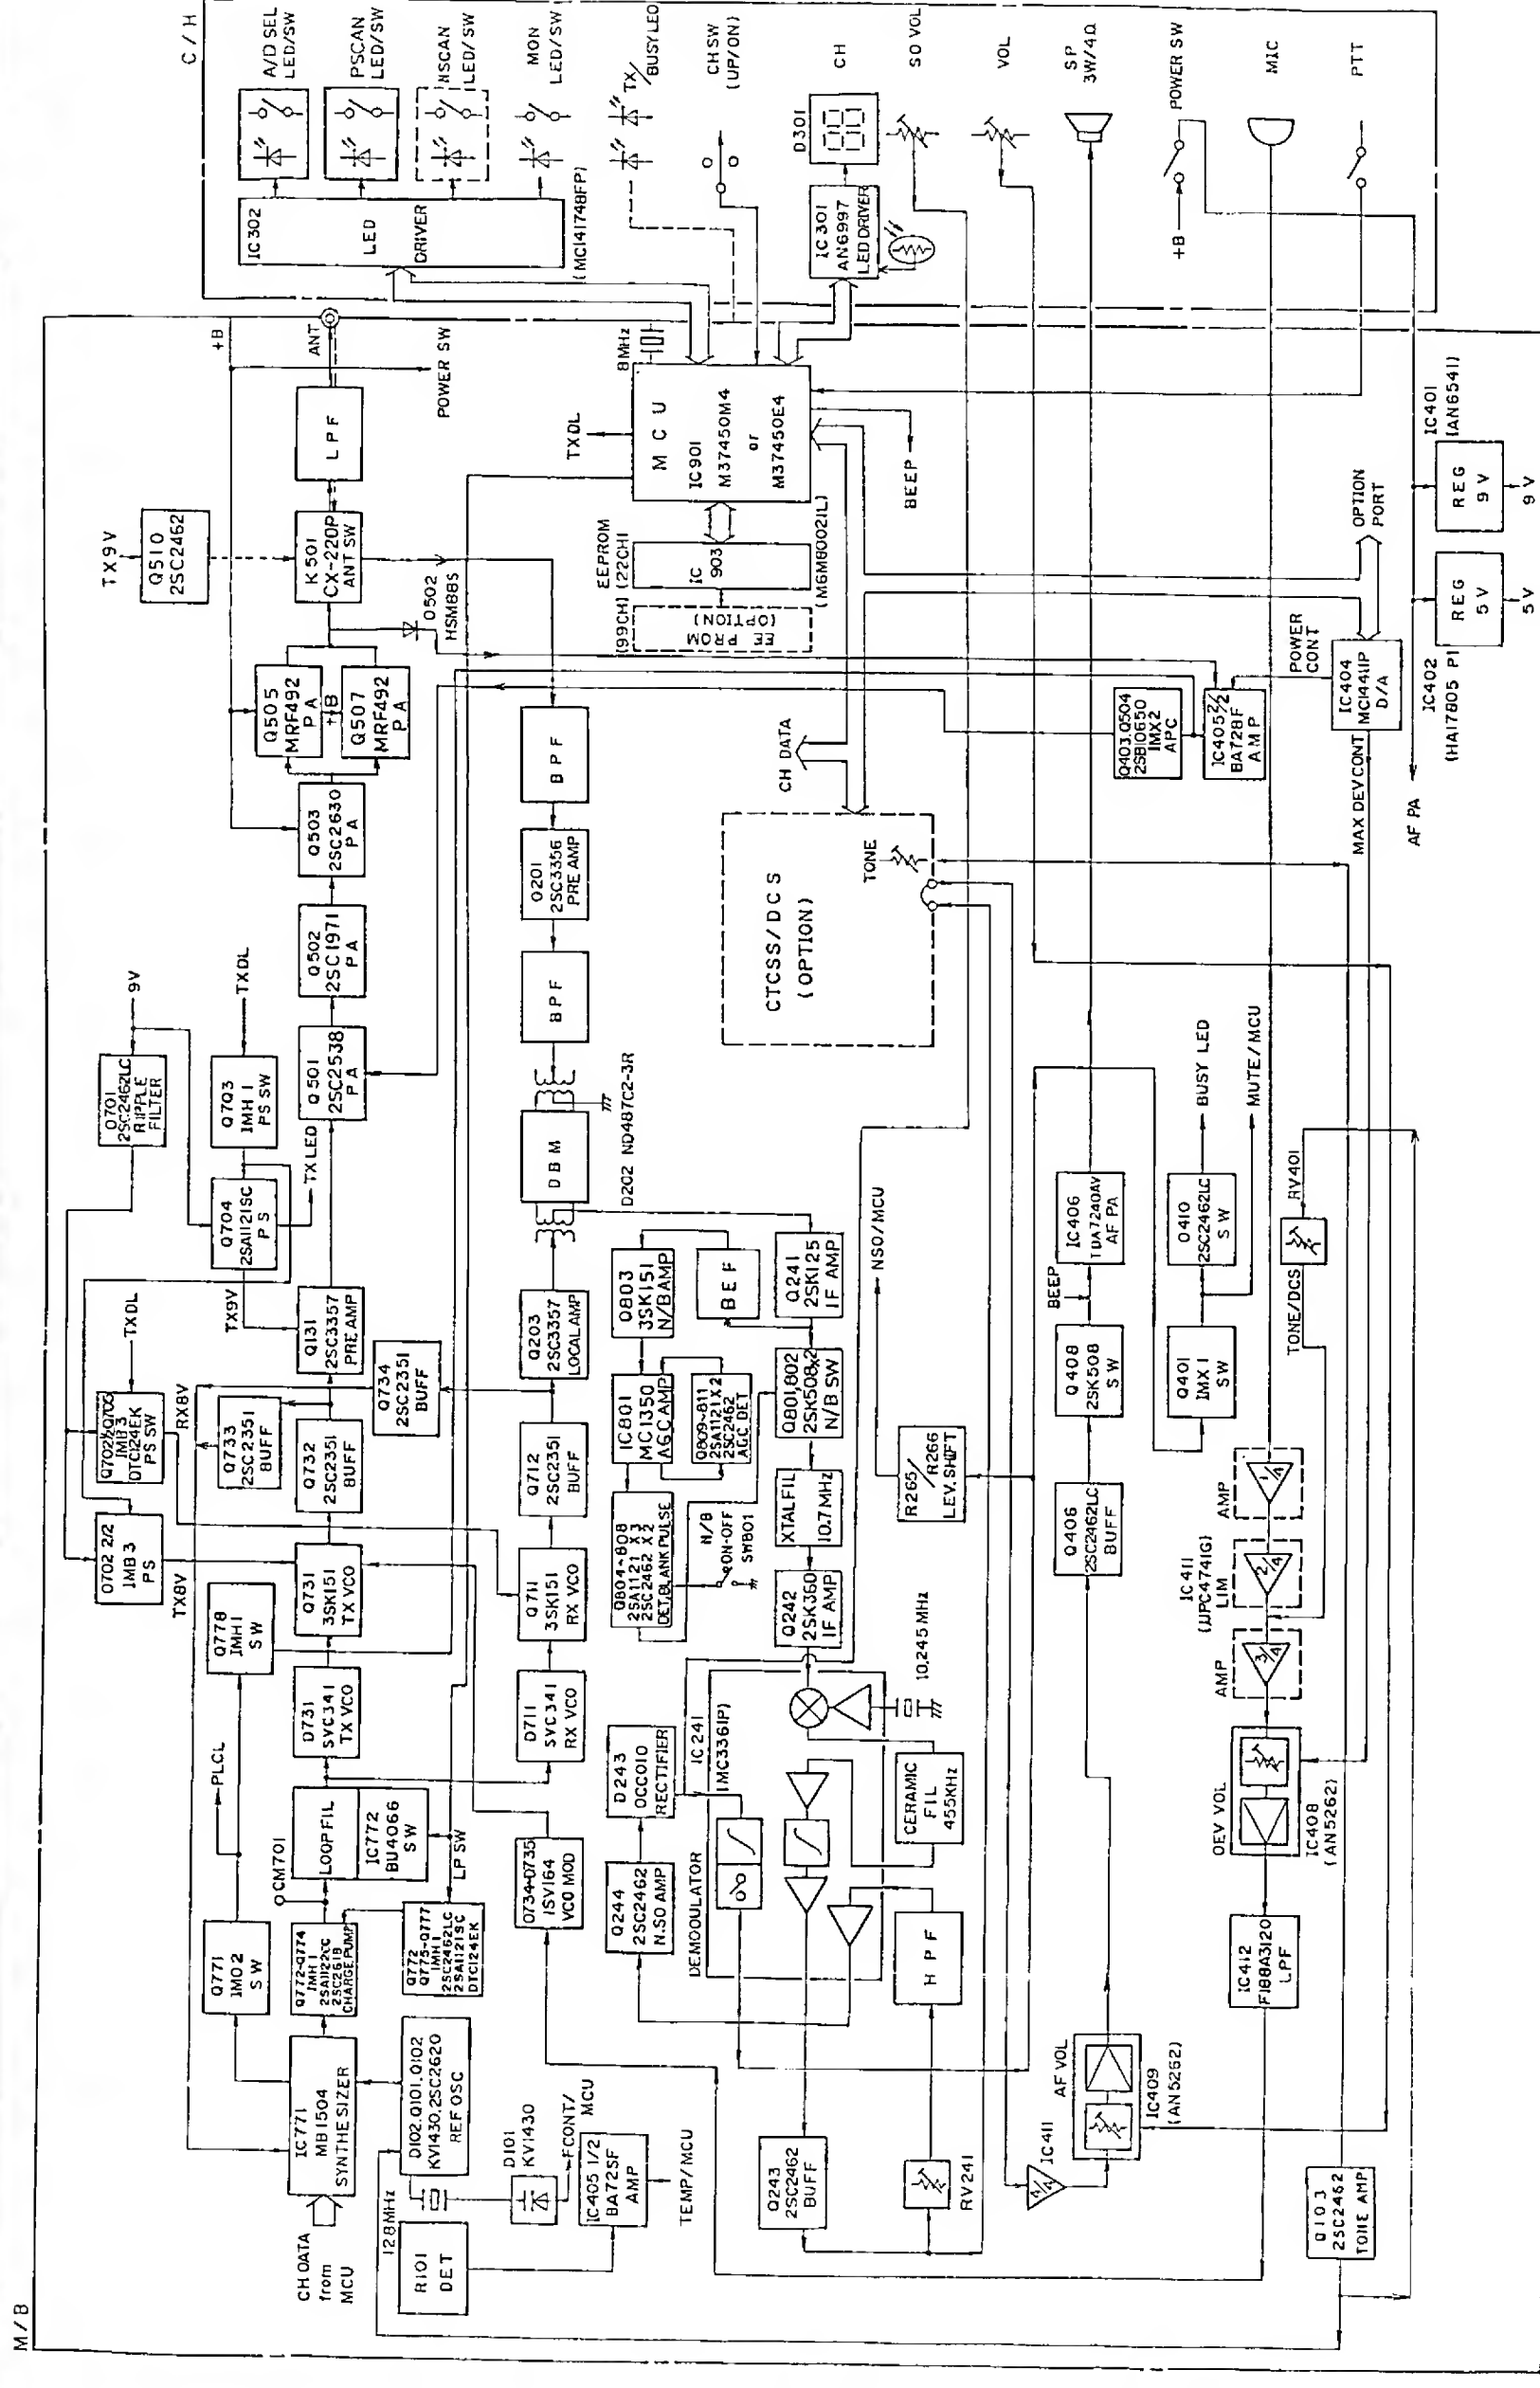 M/B
C/H
A/D SEL
LED/SW
PSCAN
LED/SW
NSCAN
LED/SW
MON
LED/SW
TX/
BUSY LED
CH SW
(UP/DN)
CH
SQ VOL
VOL
SP
3W/4Ω
POWER SW
+B
MIC
PTT
IC302
LED
DRIVER
(MC14174BFP)
D301
IC301
AN6997
LED DRIVER
+B
ANT
POWER SW
LPF
TX9V
Q510
2SC2462
K501
CX-220P
ANT SW
D502
HSM88S
Q505
MRF492
PA
+B
Q507
MRF492
PA
Q503
2SC2630
PA
Q502
2SC1971
PA
Q501
2SC2538
PA
8MHz
MCU
IC901
M37450M4
or
M37450E4
TXDL
BEEP
EEPROM
(22CH)
IC
903
(M6M80021L)
(99CH)
EE PROM
(OPTION)
OPTION
PORT
IC401
(AN6541)
REG
9V
9V
REG
5V
5V
IC402
(HA17805 P)
POWER
CONT
IC404
MC144111P
D/A
MAX DEV CONT
AF PA
Q403,Q504
2SB1065O
IMX2
APC
IC405 2/2
BA728F
AMP
CH DATA
CTCSS/DCS
(OPTION)
TONE
BPF
Q201
2SC3356
PRE AMP
BPF
DBM
D202 ND487C2-3R
9V
Q701
2SC2462LC
RIPPLE
FILTER
TXDL
Q703
IMH1
PS SW
Q704
2SA1121SC
PS
TX LED
TX9V
Q131
2SC3357
PRE AMP
TXDL
IMB3
DTC124EK
PS SW
RX8V
Q702 2/2
IMB3
PS
TX8V
Q733
2SC2351
BUFF
Q734
2SC2351
BUFF
Q732
2SC2351
BUFF
Q731
3SK151
TX VCO
Q778
IMH1
SW
D731
SVC341
TX VCO
PLCL
CM701
LOOP FIL
IC772
BU4066
SW
LP SW
Q771
IMD2
SW
Q772-Q774
IMH1
2SA1122C
2SC2618
CHARGE PUMP
Q772
Q775-Q777
IMH1
2SC2462LC
2SA1121SC
DTC124EK
IC771
MB1504
SYNTHESIZER
CH DATA
from
MCU
12.8MHz
D102,Q101,Q102
KV1430,2SC2620
REF OSC
R101
DET
D101
KV1430
FCONT/
MCU
IC405 1/2
BA728F
AMP
TEMP/MCU
Q203
2SC3357
LOCAL AMP
Q712
2SC2351
BUFF
Q711
3SK151
RX VCO
D711
SVC341
RX VCO
D734-D735
1SV164
VCO MOD
Q803
3SK151
N/B AMP
BEF
Q241
2SK125
IF AMP
IC801
MC1350
AGC AMP
Q809-811
2SA1121 X 2
2SC2462
AGC DET
Q801,802
2SK508x2
N/B SW
Q804-808
2SA1121 X 3
2SC2462 X 2
DET,BLANK PULSE
N/B
ON-OFF
SW801
XTAL FIL
10.7MHz
Q242
2SK360
IF AMP
10.245MHz
D243
OCC010
RECTIFIER
IC241
(MC3361P)
Q244
2SC2462
N.SQ AMP
DEMODULATOR
CERAMIC
FIL
455KHz
HPF
Q243
2SC2462
BUFF
RV241
NSQ/MCU
R265/
R266
LEV.SHIFT
BEEP
IC406
TDA7240AV
AF PA
Q408
2SK508
SW
Q406
2SC2462LC
BUFF
AF VOL
IC409
(AN5262)
IC411
BUSY LED
MUTE/MCU
Q410
2SC2462LC
SW
Q401
IMX1
SW
RV401
TONE/DCS
AMP
1/4
IC411
(UPC4741G)
LIM
2/4
AMP
3/4
DEV VOL
IC408
(AN5262)
IC412
F188A3120
LPF
Q103
2SC2462
TONE AMP